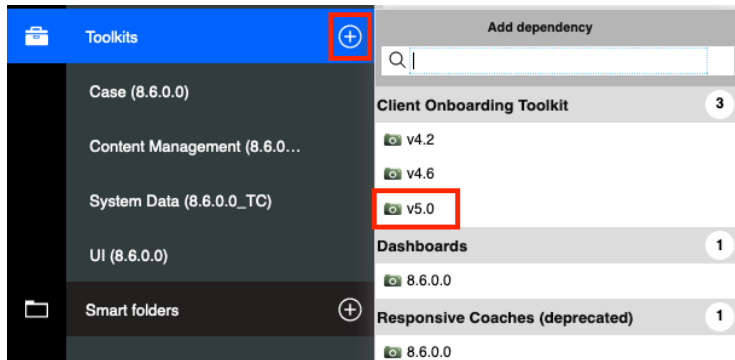 Toolkits
Case (8.6.0.0)
Content Management (8.6.0...
System Data (8.6.0.0_TC)
UI (8.6.0.0)
Smart folders
Add dependency
Client Onboarding Toolkit 3
v4.2
v4.6
v5.0
Dashboards 1
8.6.0.0
Responsive Coaches (deprecated) 1
8.6.0.0